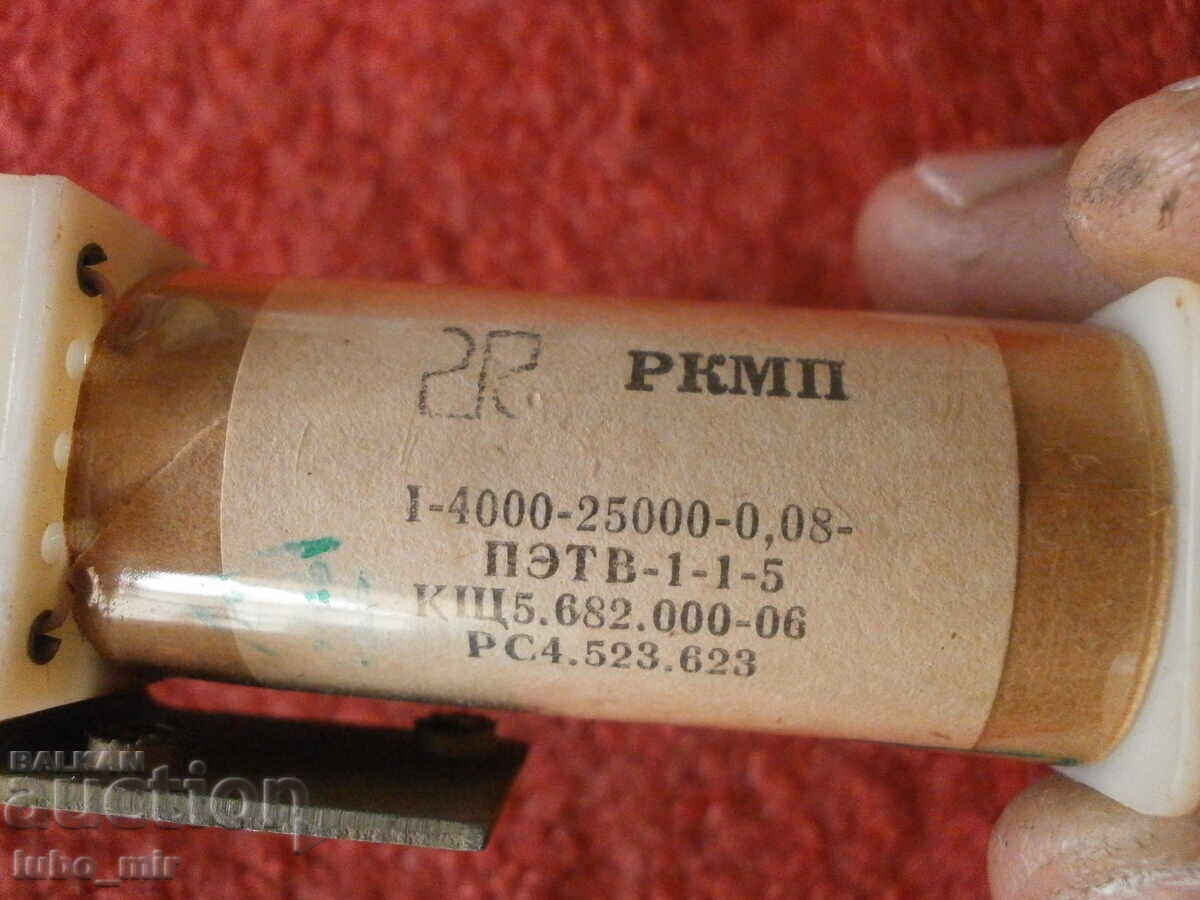 2R РКМП
I-4000-25000-0,08-
ПЭТВ-1-1-5
КЩ5.682.000-06
РС4.523.623
BALKAN
auction
lubo_mir